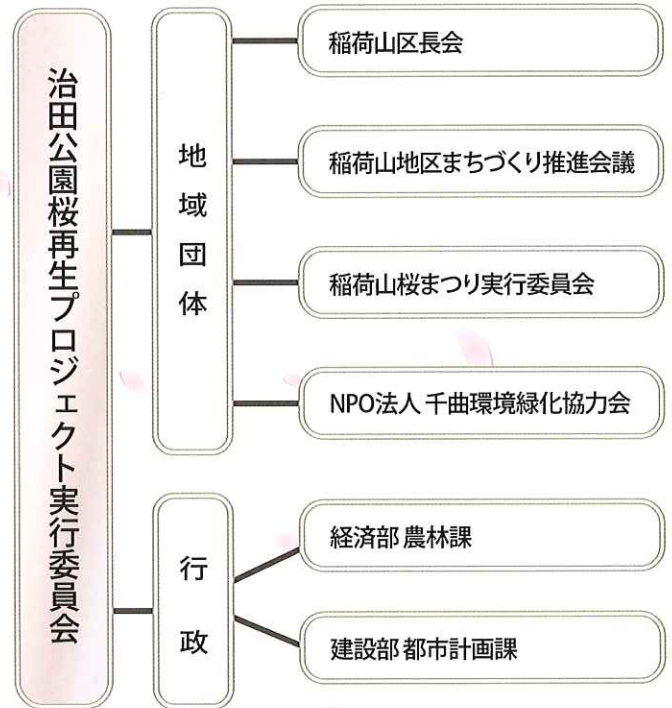 治田公園桜再生プロジェクト実行委員会
地域団体
稲荷山区長会
稲荷山地区まちづくり推進会議
稲荷山桜まつり実行委員会
NPO法人 千曲環境緑化協力会
行政
経済部 農林課
建設部 都市計画課